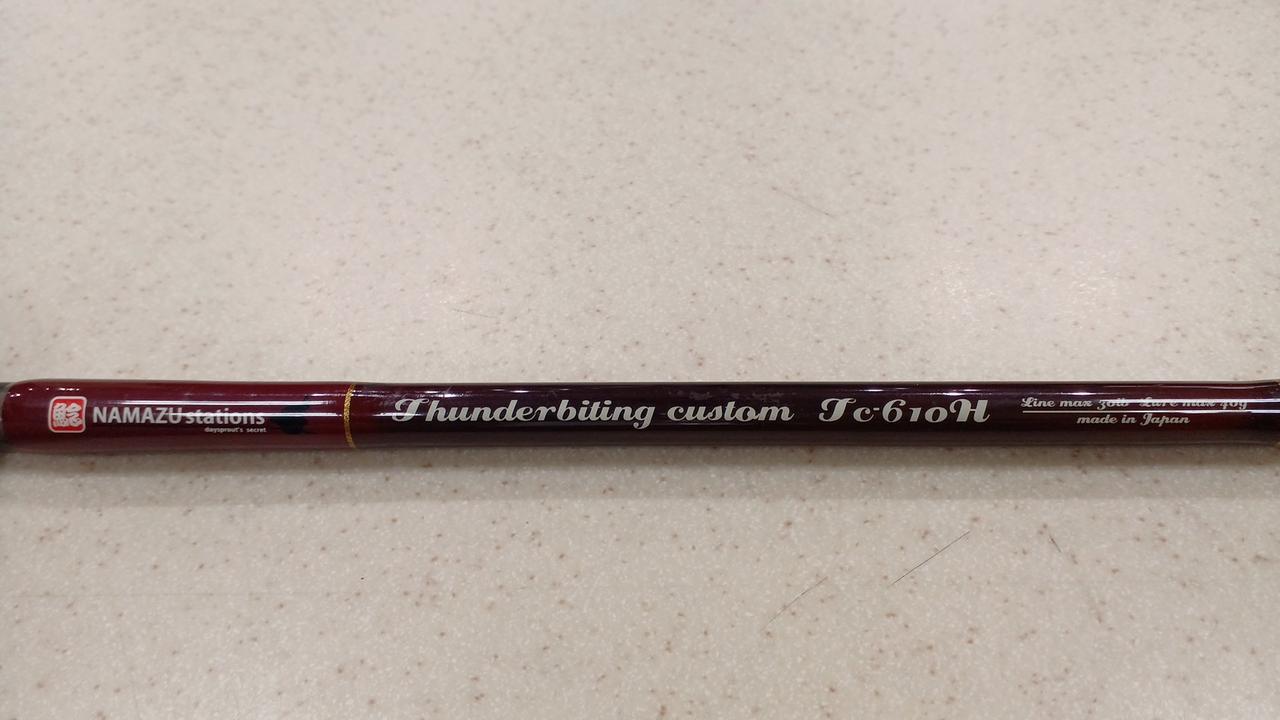 鯰 NAMAZU stations
daysprout's secret
Thunderbiting custom Tc-610H
Line max 30lb Lure max 40g
made in Japan